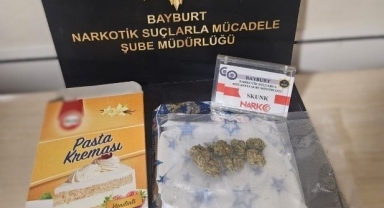 BAYBURT
NARKOTİK SUÇLARLA MÜCADELE
ŞUBE MÜDÜRLÜĞÜ
BAYBURT
SKUNK
NARKO
Pasta
Kreması